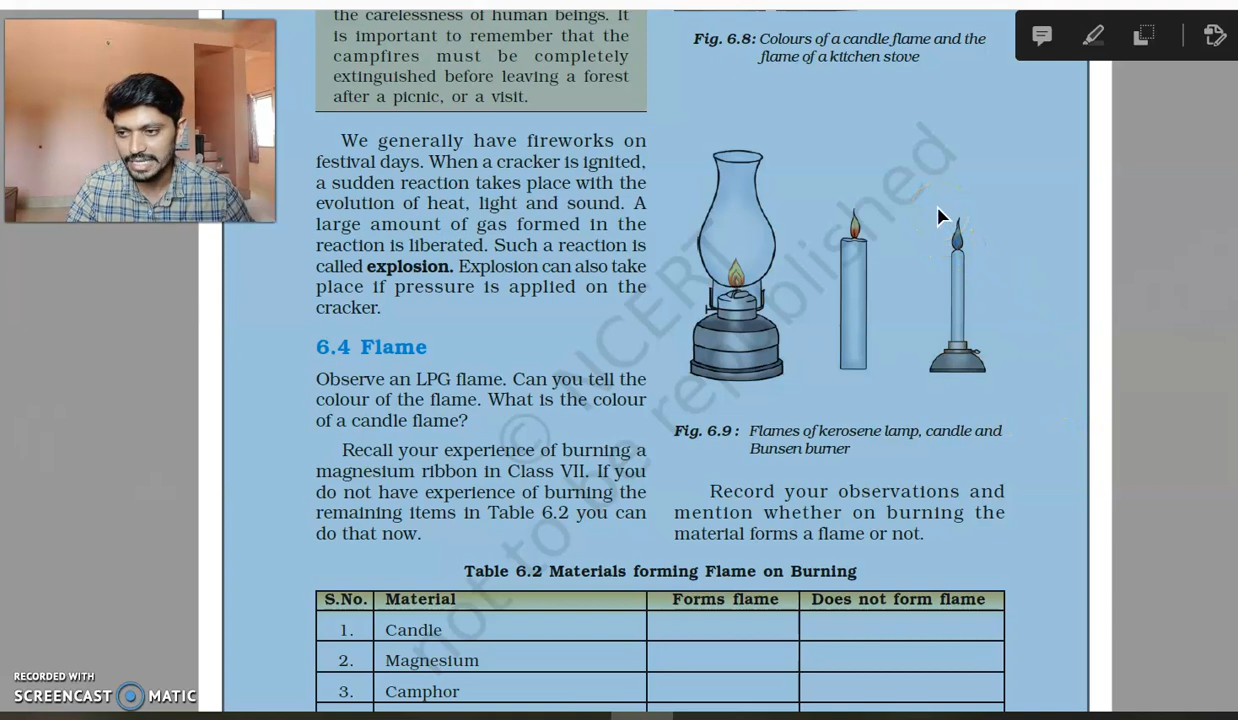 the carelessness of human beings. It
is important to remember that the
campfires must be completely
extinguished before leaving a forest
after a picnic, or a visit.
We generally have fireworks on
festival days. When a cracker is ignited,
a sudden reaction takes place with the
evolution of heat, light and sound. A
large amount of gas formed in the
reaction is liberated. Such a reaction is
called explosion. Explosion can also take
place if pressure is applied on the
cracker.
6.4 Flame
Observe an LPG flame. Can you tell the
colour of the flame. What is the colour
of a candle flame?
Recall your experience of burning a
magnesium ribbon in Class VII. If you
do not have experience of burning the
remaining items in Table 6.2 you can
do that now.
Fig. 6.8: Colours of a candle flame and the
flame of a kitchen stove
Fig. 6.9 : Flames of kerosene lamp, candle and
Bunsen burner
Record your observations and
mention whether on burning the
material forms a flame or not.
Table 6.2 Materials forming Flame on Burning
S.No. Material Forms flame Does not form flame
1. Candle
2. Magnesium
3. Camphor
© NCERT
not to be republished
RECORDED WITH
SCREENCAST MATIC